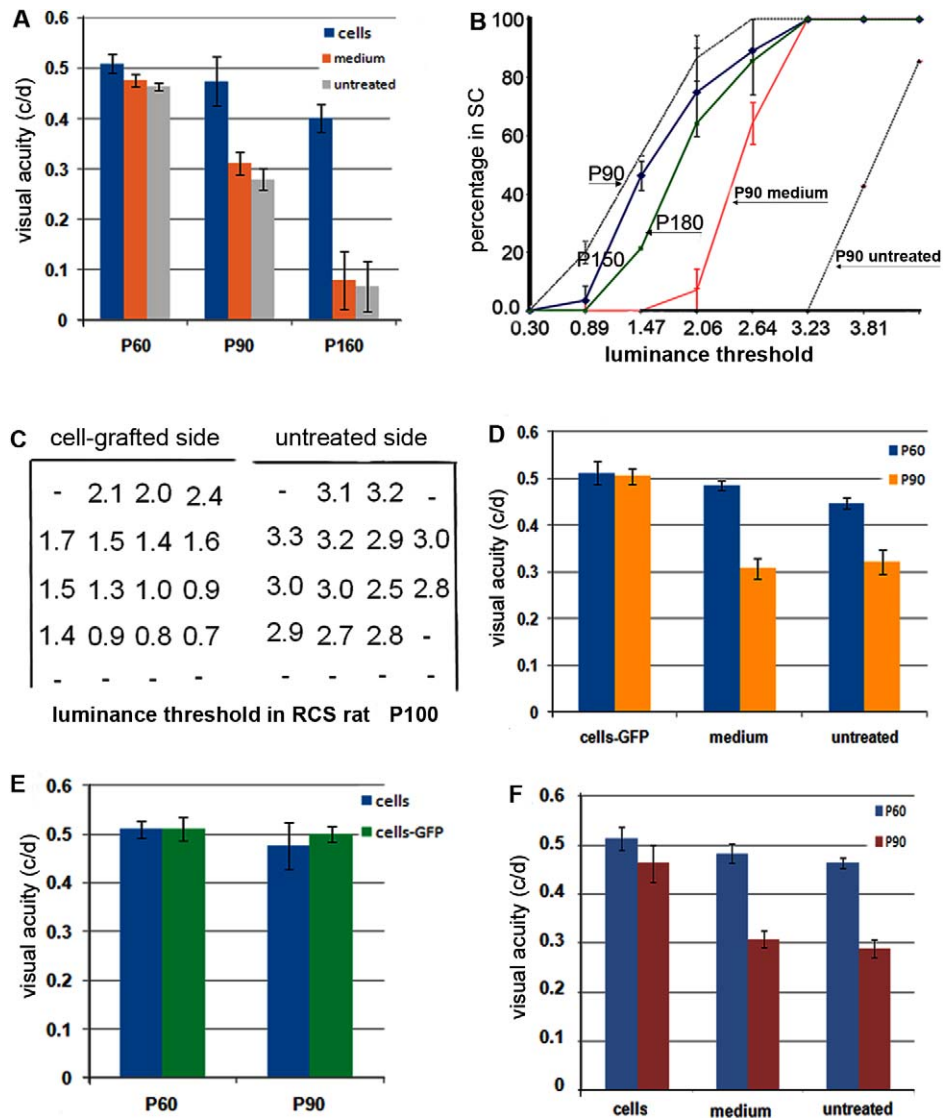 A
0.6
0.5
0.4
0.3
0.2
0.1
0
visual acuity (c/d)
cells
medium
untreated
P60 P90 P160
B
100
80
60
40
20
0.0
percentage in SC
P90
P150
P180
P90 medium
P90 untreated
0.30 0.89 1.47 2.06 2.64 3.23 3.81
luminance threshold
C
cell-grafted side untreated side
- 2.1 2.0 2.4 - 3.1 3.2 -
1.7 1.5 1.4 1.6 3.3 3.2 2.9 3.0
1.5 1.3 1.0 0.9 3.0 3.0 2.5 2.8
1.4 0.9 0.8 0.7 2.9 2.7 2.8 -
- - - - - - - -
luminance threshold in RCS rat P100
D
0.6
0.5
0.4
0.3
0.2
0.1
0
visual acuity (c/d)
P60
P90
cells-GFP medium untreated
E
0.6
0.5
0.4
0.3
0.2
0.1
0
visual acuity (c/d)
cells
cells-GFP
P60 P90
F
0.6
0.5
0.4
0.3
0.2
0.1
0
visual acuity (c/d)
P60
P90
cells medium untreated